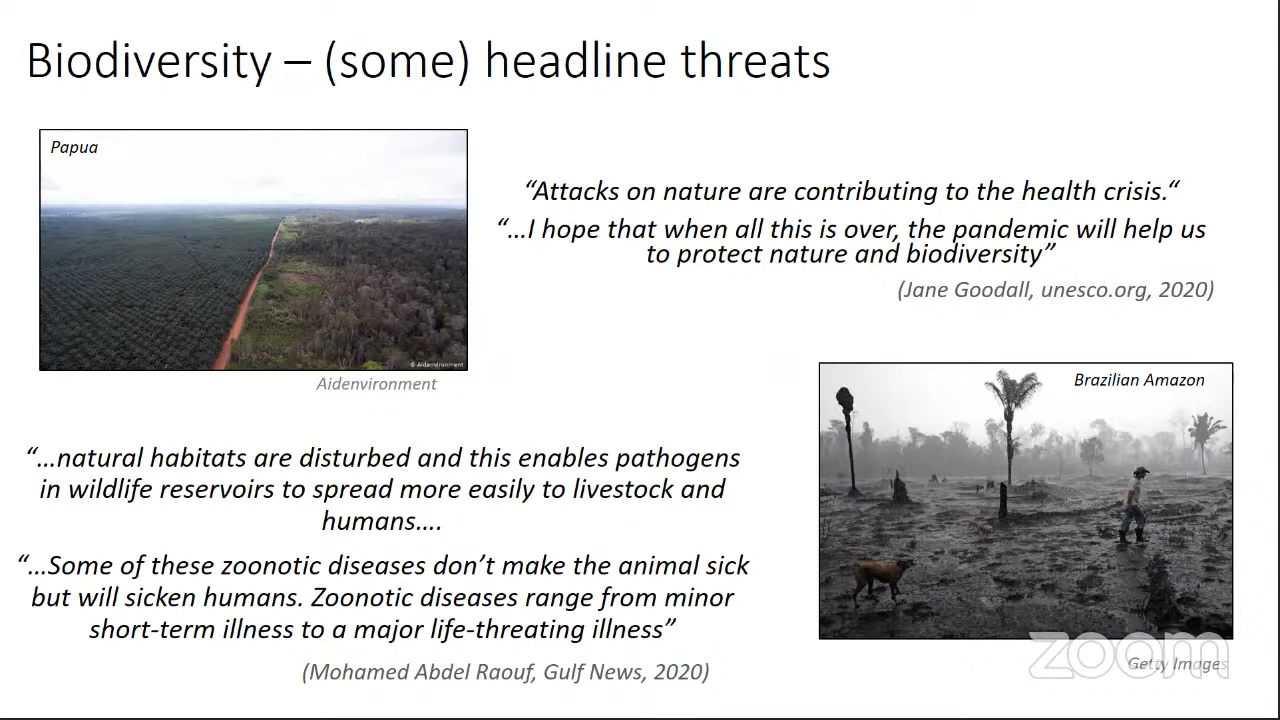 Biodiversity – (some) headline threats
Papua
© Aidenvironment
Aidenvironment
“Attacks on nature are contributing to the health crisis.“
“…I hope that when all this is over, the pandemic will help us
to protect nature and biodiversity”
(Jane Goodall, unesco.org, 2020)
Brazilian Amazon
Getty Images
zoom
“…natural habitats are disturbed and this enables pathogens
in wildlife reservoirs to spread more easily to livestock and
humans….
“…Some of these zoonotic diseases don’t make the animal sick
but will sicken humans. Zoonotic diseases range from minor
short-term illness to a major life-threating illness”
(Mohamed Abdel Raouf, Gulf News, 2020)